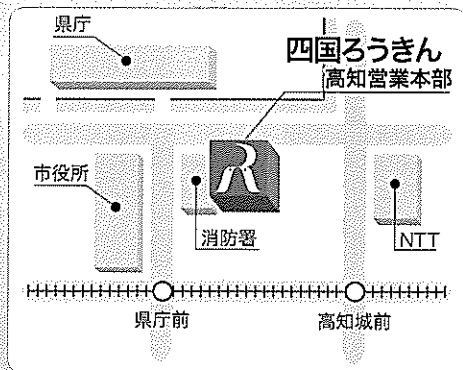 県庁
四国ろうきん
高知営業本部
市役所
消防署
NTT
県庁前
高知城前